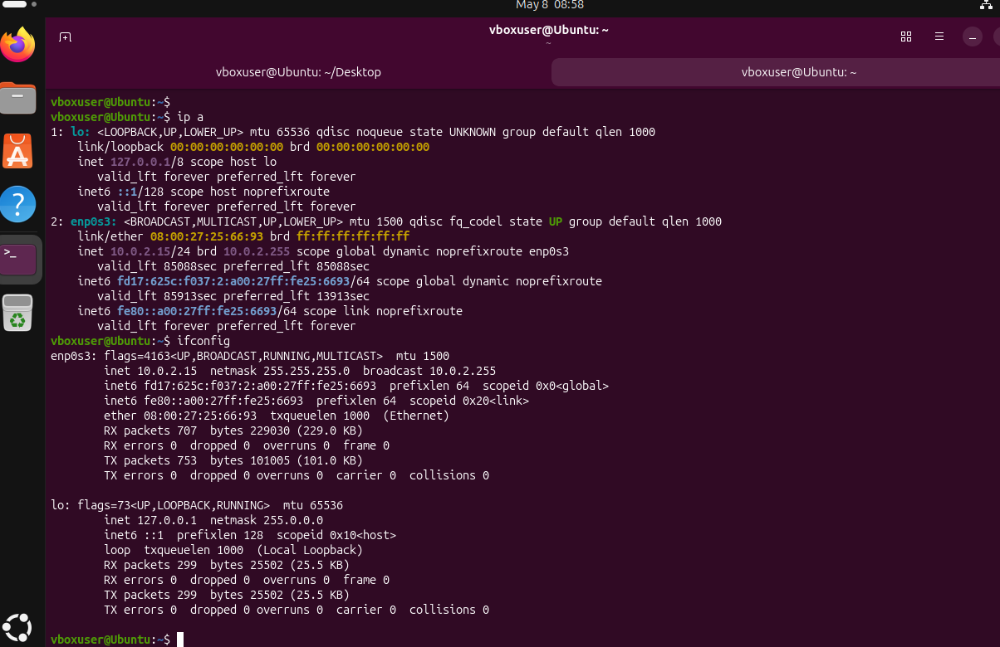 May 8 08:58
vboxuser@Ubuntu: ~
~
vboxuser@Ubuntu: ~/Desktop
vboxuser@Ubuntu: ~
vboxuser@Ubuntu:~$
vboxuser@Ubuntu:~$ ip a
1: lo: <LOOPBACK,UP,LOWER_UP> mtu 65536 qdisc noqueue state UNKNOWN group default qlen 1000
    link/loopback 00:00:00:00:00:00 brd 00:00:00:00:00:00
    inet 127.0.0.1/8 scope host lo
       valid_lft forever preferred_lft forever
    inet6 ::1/128 scope host noprefixroute
       valid_lft forever preferred_lft forever
2: enp0s3: <BROADCAST,MULTICAST,UP,LOWER_UP> mtu 1500 qdisc fq_codel state UP group default qlen 1000
    link/ether 08:00:27:25:66:93 brd ff:ff:ff:ff:ff:ff
    inet 10.0.2.15/24 brd 10.0.2.255 scope global dynamic noprefixroute enp0s3
       valid_lft 85088sec preferred_lft 85088sec
    inet6 fd17:625c:f037:2:a00:27ff:fe25:6693/64 scope global dynamic noprefixroute
       valid_lft 85913sec preferred_lft 13913sec
    inet6 fe80::a00:27ff:fe25:6693/64 scope link noprefixroute
       valid_lft forever preferred_lft forever
vboxuser@Ubuntu:~$ ifconfig
enp0s3: flags=4163<UP,BROADCAST,RUNNING,MULTICAST>  mtu 1500
        inet 10.0.2.15  netmask 255.255.255.0  broadcast 10.0.2.255
        inet6 fd17:625c:f037:2:a00:27ff:fe25:6693  prefixlen 64  scopeid 0x0<global>
        inet6 fe80::a00:27ff:fe25:6693  prefixlen 64  scopeid 0x20<link>
        ether 08:00:27:25:66:93  txqueuelen 1000  (Ethernet)
        RX packets 707  bytes 229030 (229.0 KB)
        RX errors 0  dropped 0  overruns 0  frame 0
        TX packets 753  bytes 101005 (101.0 KB)
        TX errors 0  dropped 0 overruns 0  carrier 0  collisions 0
lo: flags=73<UP,LOOPBACK,RUNNING>  mtu 65536
        inet 127.0.0.1  netmask 255.0.0.0
        inet6 ::1  prefixlen 128  scopeid 0x10<host>
        loop  txqueuelen 1000  (Local Loopback)
        RX packets 299  bytes 25502 (25.5 KB)
        RX errors 0  dropped 0  overruns 0  frame 0
        TX packets 299  bytes 25502 (25.5 KB)
        TX errors 0  dropped 0 overruns 0  carrier 0  collisions 0
vboxuser@Ubuntu:~$